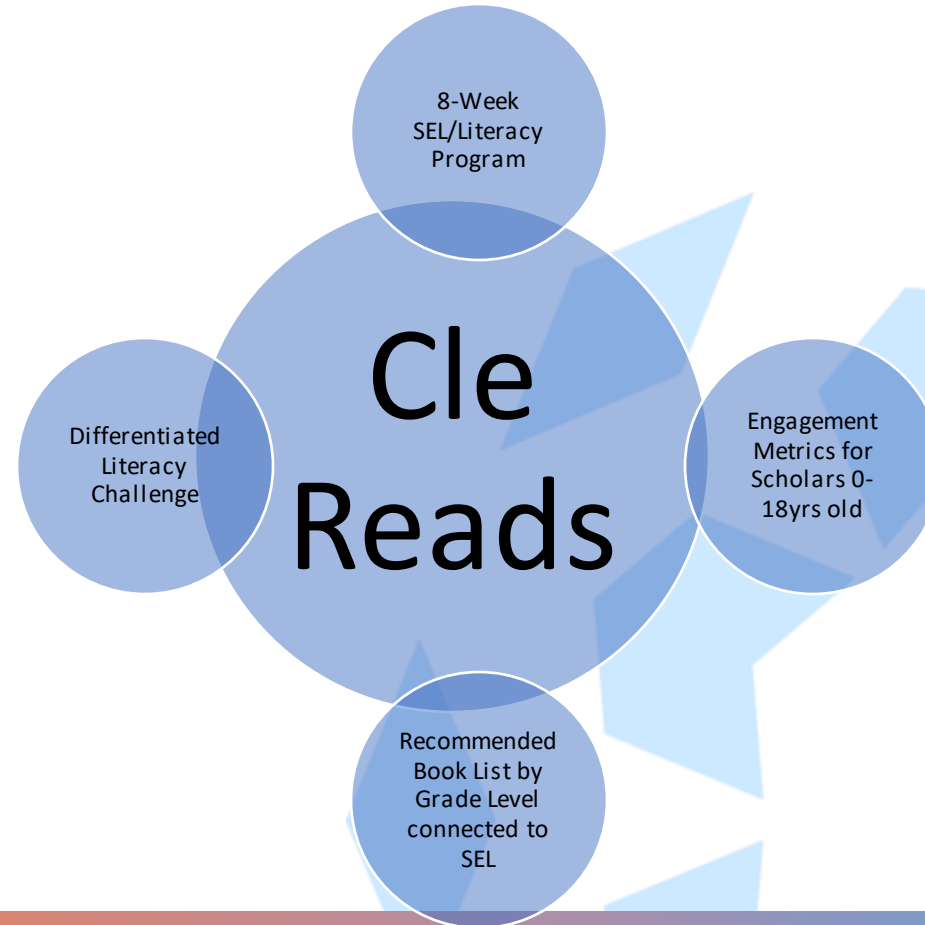 8-Week
SEL/Literacy
Program
Cle
Reads
Differentiated
Literacy
Challenge
Engagement
Metrics for
Scholars 0-
18yrs old
Recommended
Book List by
Grade Level
connected to
SEL